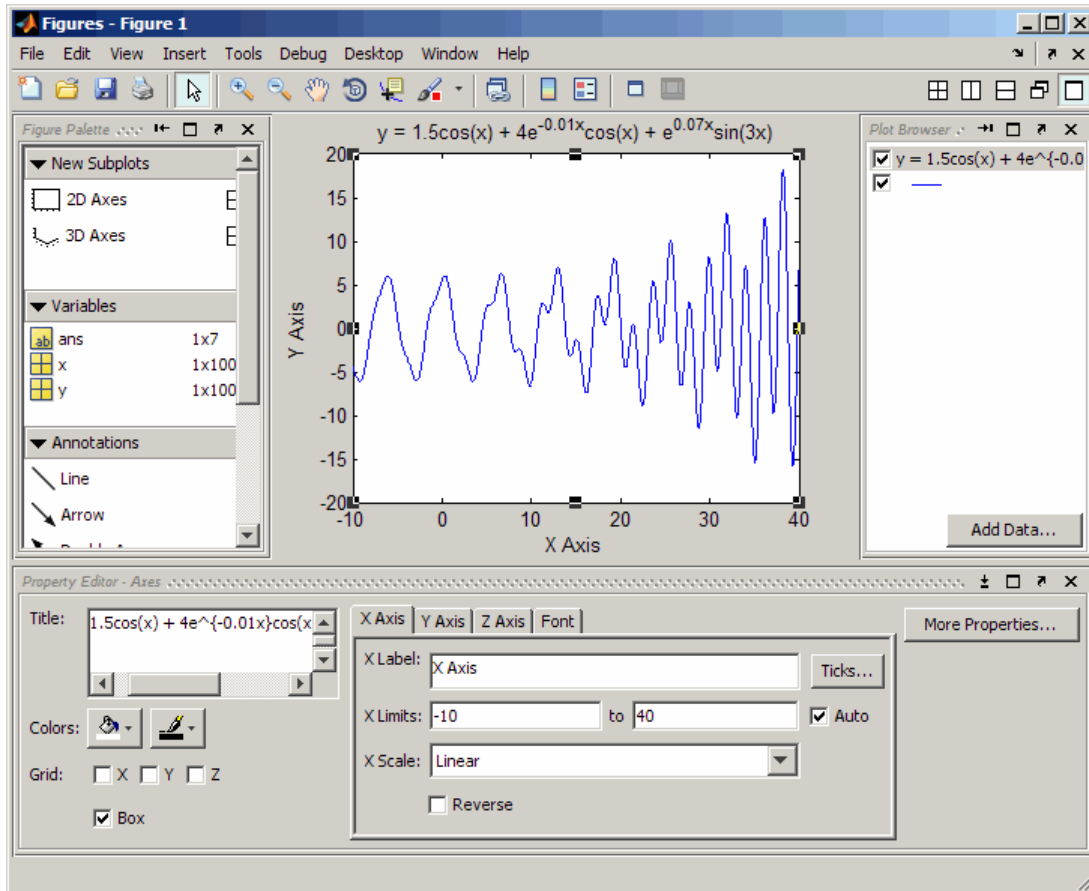 Figures - Figure 1
File Edit View Insert Tools Debug Desktop Window Help
Figure Palette
New Subplots
2D Axes
3D Axes
Variables
ans 1x7
x 1x100
y 1x100
Annotations
Line
Arrow
y = 1.5cos(x) + 4e^{-0.01x}cos(x) + e^{0.07x}sin(3x)
20
15
10
5
0
-5
-10
-15
-20
Y Axis
-10 0 10 20 30 40
X Axis
Plot Browser
y = 1.5cos(x) + 4e^{-0.0
Add Data...
Property Editor - Axes
Title:
1.5cos(x) + 4e^{-0.01x}cos(x
Colors:
Grid: X Y Z
Box
X Axis Y Axis Z Axis Font
X Label: X Axis Ticks...
X Limits: -10 to 40 Auto
X Scale: Linear
Reverse
More Properties...